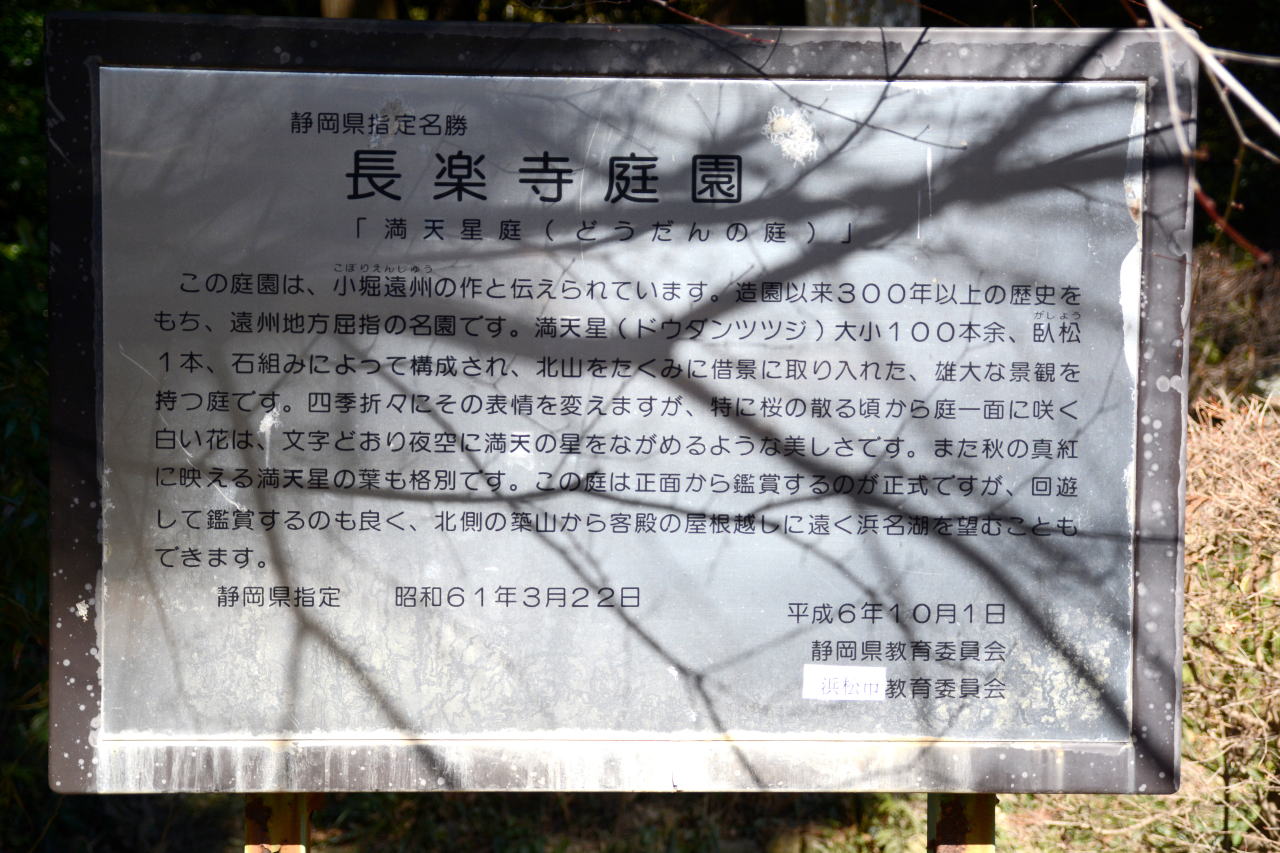 静岡県指定名勝
長楽寺庭園
「満天星庭（どうだんの庭）」
こぼりえんしゅう
この庭園は、小堀遠州の作と伝えられています。造園以来３００年以上の歴史を
がしょう
もち、遠州地方屈指の名園です。満天星（ドウダンツツジ）大小１００本余、臥松
１本、石組みによって構成され、北山をたくみに借景に取り入れた、雄大な景観を
持つ庭です。四季折々にその表情を変えますが、特に桜の散る頃から庭一面に咲く
白い花は、文字どおり夜空に満天の星をながめるような美しさです。また秋の真紅
に映える満天星の葉も格別です。この庭は正面から鑑賞するのが正式ですが、回遊
して鑑賞するのも良く、北側の築山から客殿の屋根越しに遠く浜名湖を望むことも
できます。
静岡県指定　昭和６１年３月２２日
平成６年１０月１日
静岡県教育委員会
浜松市教育委員会